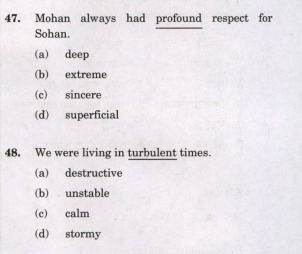 47. Mohan always had profound respect for
Sohan.
(a) deep
(b) extreme
(c) sincere
(d) superficial
48. We were living in turbulent times.
(a) destructive
(b) unstable
(c) calm
(d) stormy